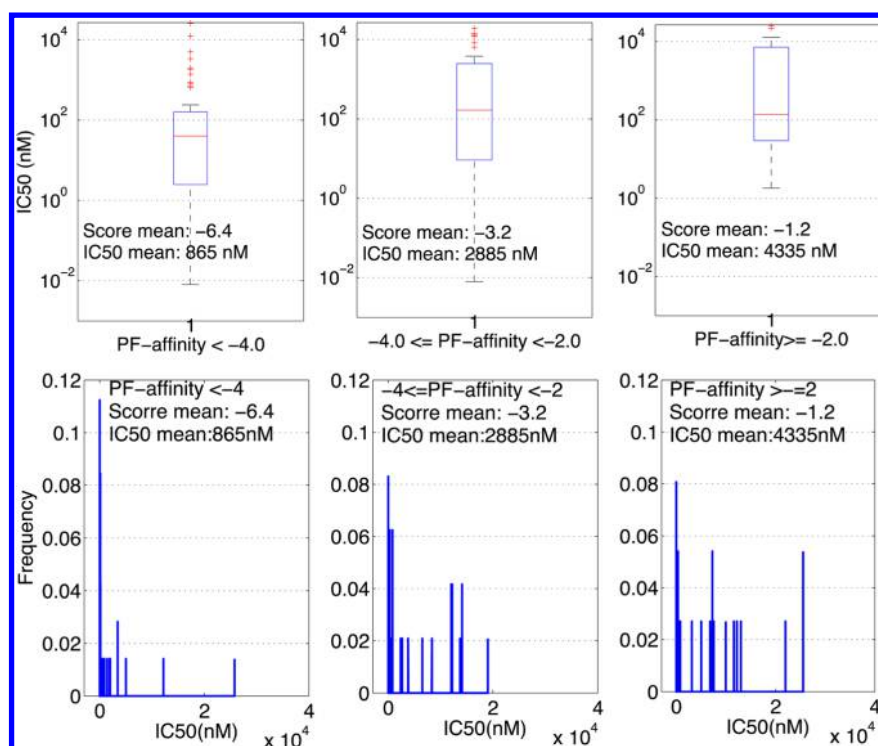 IC50 (nM)
10^4
10^2
10^0
10^-2
Score mean: -6.4
IC50 mean: 865 nM
1
PF-affinity < -4.0
10^4
10^2
10^0
10^-2
Score mean: -3.2
IC50 mean: 2885 nM
1
-4.0 <= PF-affinity <-2.0
10^4
10^2
10^0
10^-2
Score mean: -1.2
IC50 mean: 4335 nM
1
PF-affinity>= -2.0
Frequency
0.12
0.1
0.08
0.06
0.04
0.02
0
PF-affinity <-4
Scorre mean: -6.4
IC50 mean:865nM
0 2 4
IC50(nM)
x 10^4
0.12
0.1
0.08
0.06
0.04
0.02
0
-4<=PF-affinity <-2
Scorre mean: -3.2
IC50 mean:2885nM
0 2 4
IC50(nM)
x 10^4
0.12
0.1
0.08
0.06
0.04
0.02
0
PF-affinity >-=2
Scorre mean: -1.2
IC50 mean:4335nM
0 2 4
IC50(nM)
x 10^4